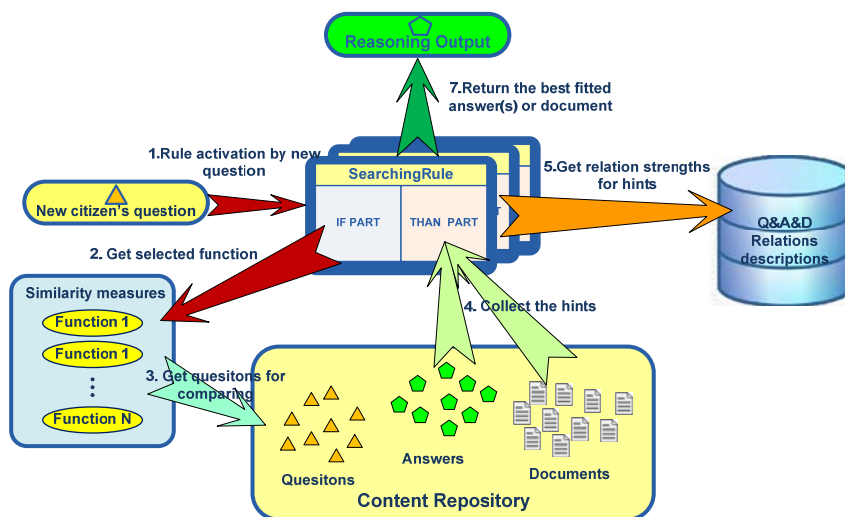 Reasoning Output
7.Return the best fitted
answer(s) or document
1.Rule activation by new
question
5.Get relation strengths
for hints
SearchingRule
New citizen's question
IF PART
THAN PART
T
Q&A&D
Relations
descriptions
2. Get selected function
Similarity measures
4. Collect the hints
Function 1
Function 1
3. Get quesitons for
comparing
Function N
Quesitons
Answers
Documents
Content Repository